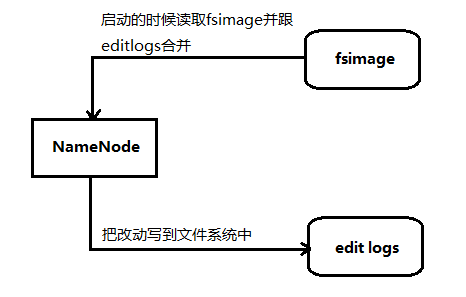 启动的时候读取fsimage并跟
editlogs合并
fsimage
NameNode
把改动写到文件系统中
edit logs